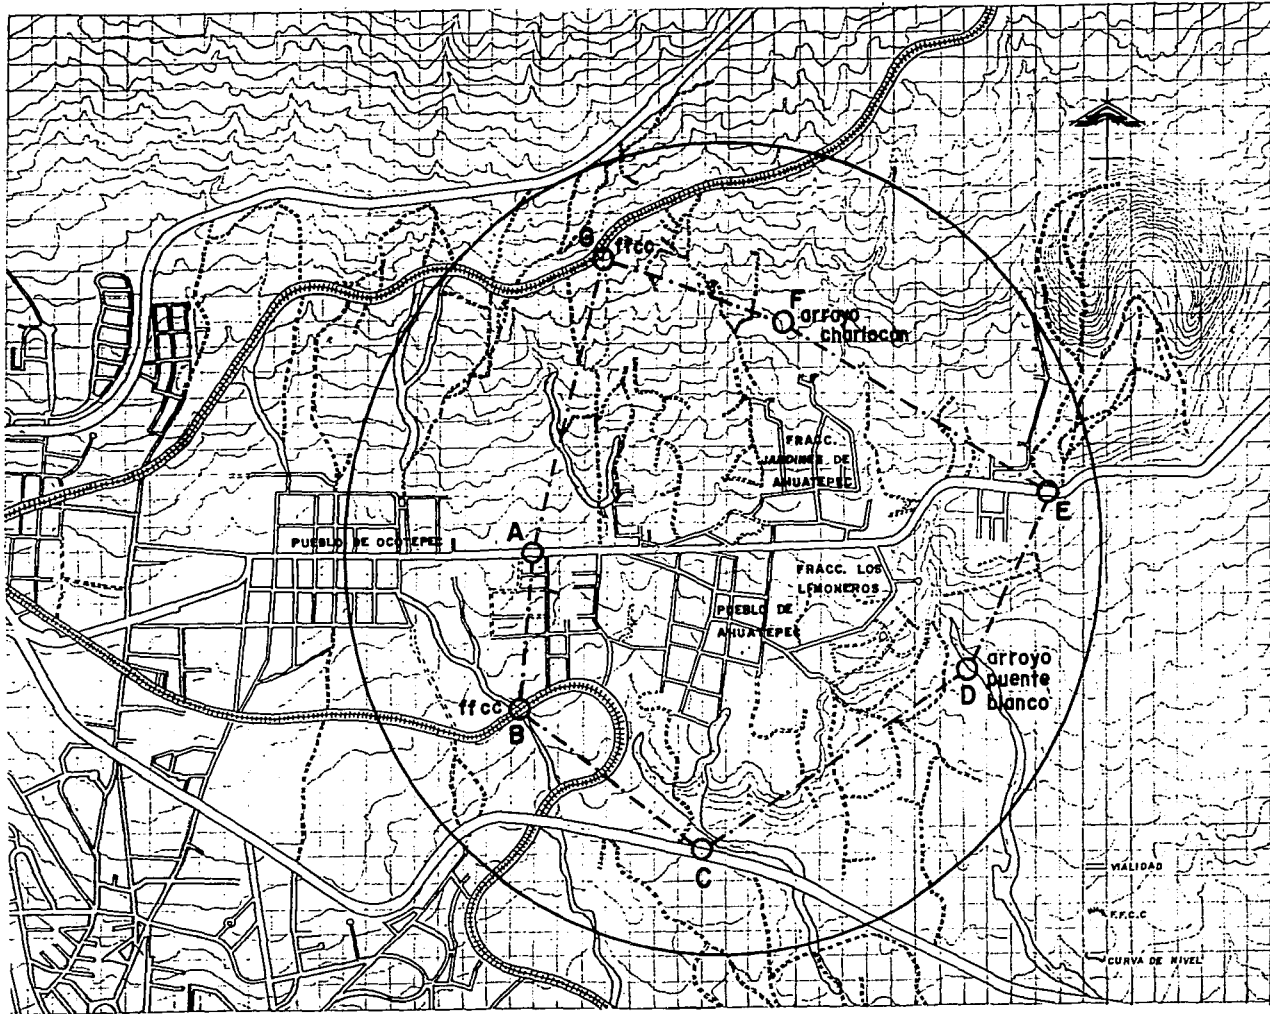 G
ffcc
F
arroyo
chariocan
FRACC.
JARDINES DE
AHUATEPEC
E
A
PUEBLO DE OCOTEPEC
FRACC. LOS
LIMONEROS
PUEBLO DE
AHUATEPEC
arroyo
puente
blanco
D
ffcc
B
C
VIALIDAD
F.F.C.C
CURVA DE NIVEL